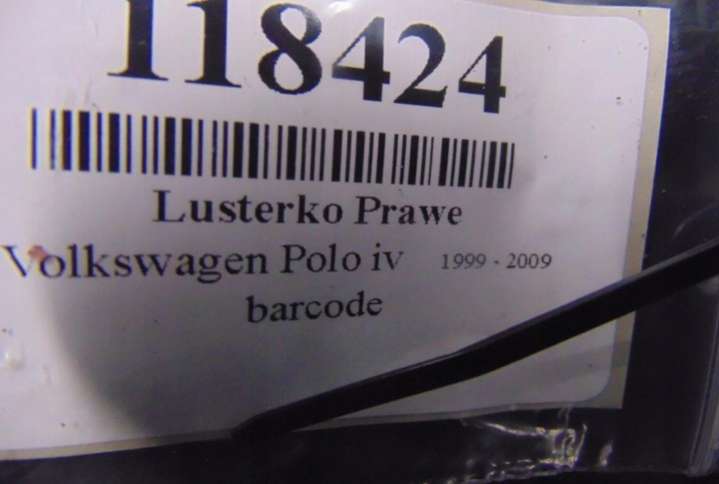 118424
Lusterko Prawe
Volkswagen Polo iv 1999 - 2009
barcode